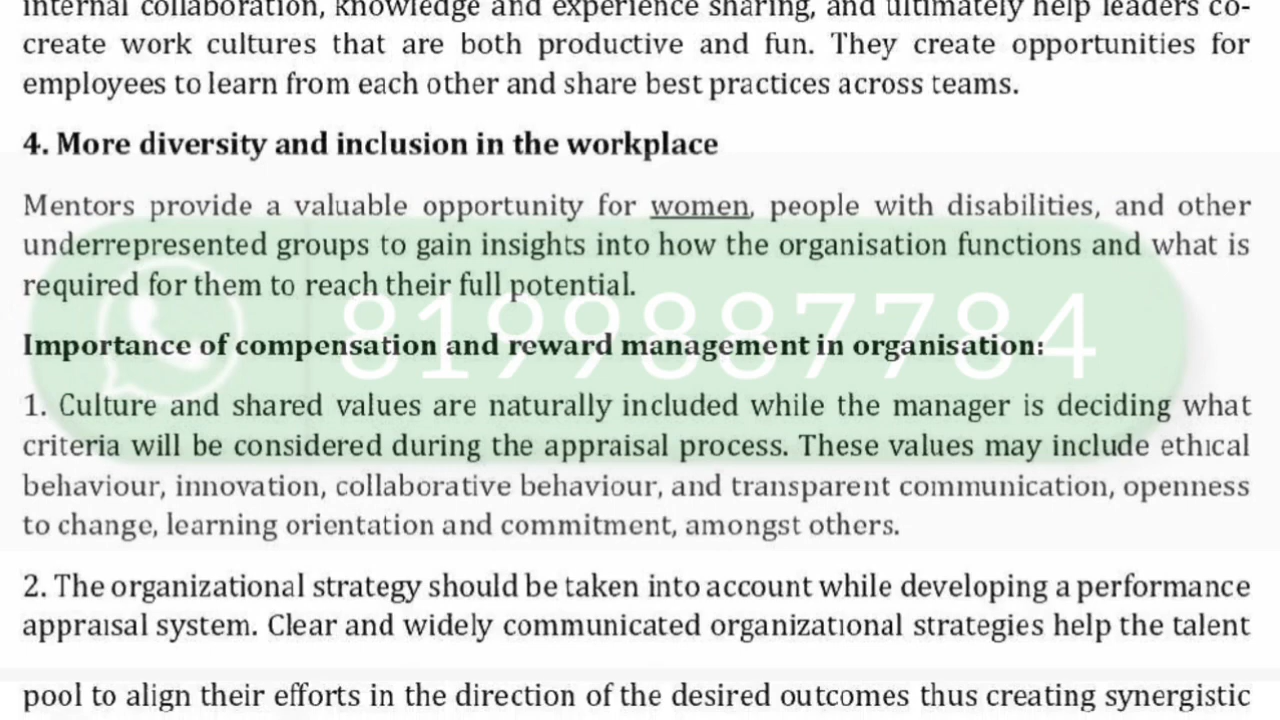 internal collaboration, knowledge and experience sharing, and ultimately help leaders co-
create work cultures that are both productive and fun. They create opportunities for
employees to learn from each other and share best practices across teams.
4. More diversity and inclusion in the workplace
Mentors provide a valuable opportunity for women, people with disabilities, and other
underrepresented groups to gain insights into how the organisation functions and what is
required for them to reach their full potential.
8199887784
Importance of compensation and reward management in organisation:
1. Culture and shared values are naturally included while the manager is deciding what
criteria will be considered during the appraisal process. These values may include ethical
behaviour, innovation, collaborative behaviour, and transparent communication, openness
to change, learning orientation and commitment, amongst others.
2. The organizational strategy should be taken into account while developing a performance
appraisal system. Clear and widely communicated organizational strategies help the talent
pool to align their efforts in the direction of the desired outcomes thus creating synergistic